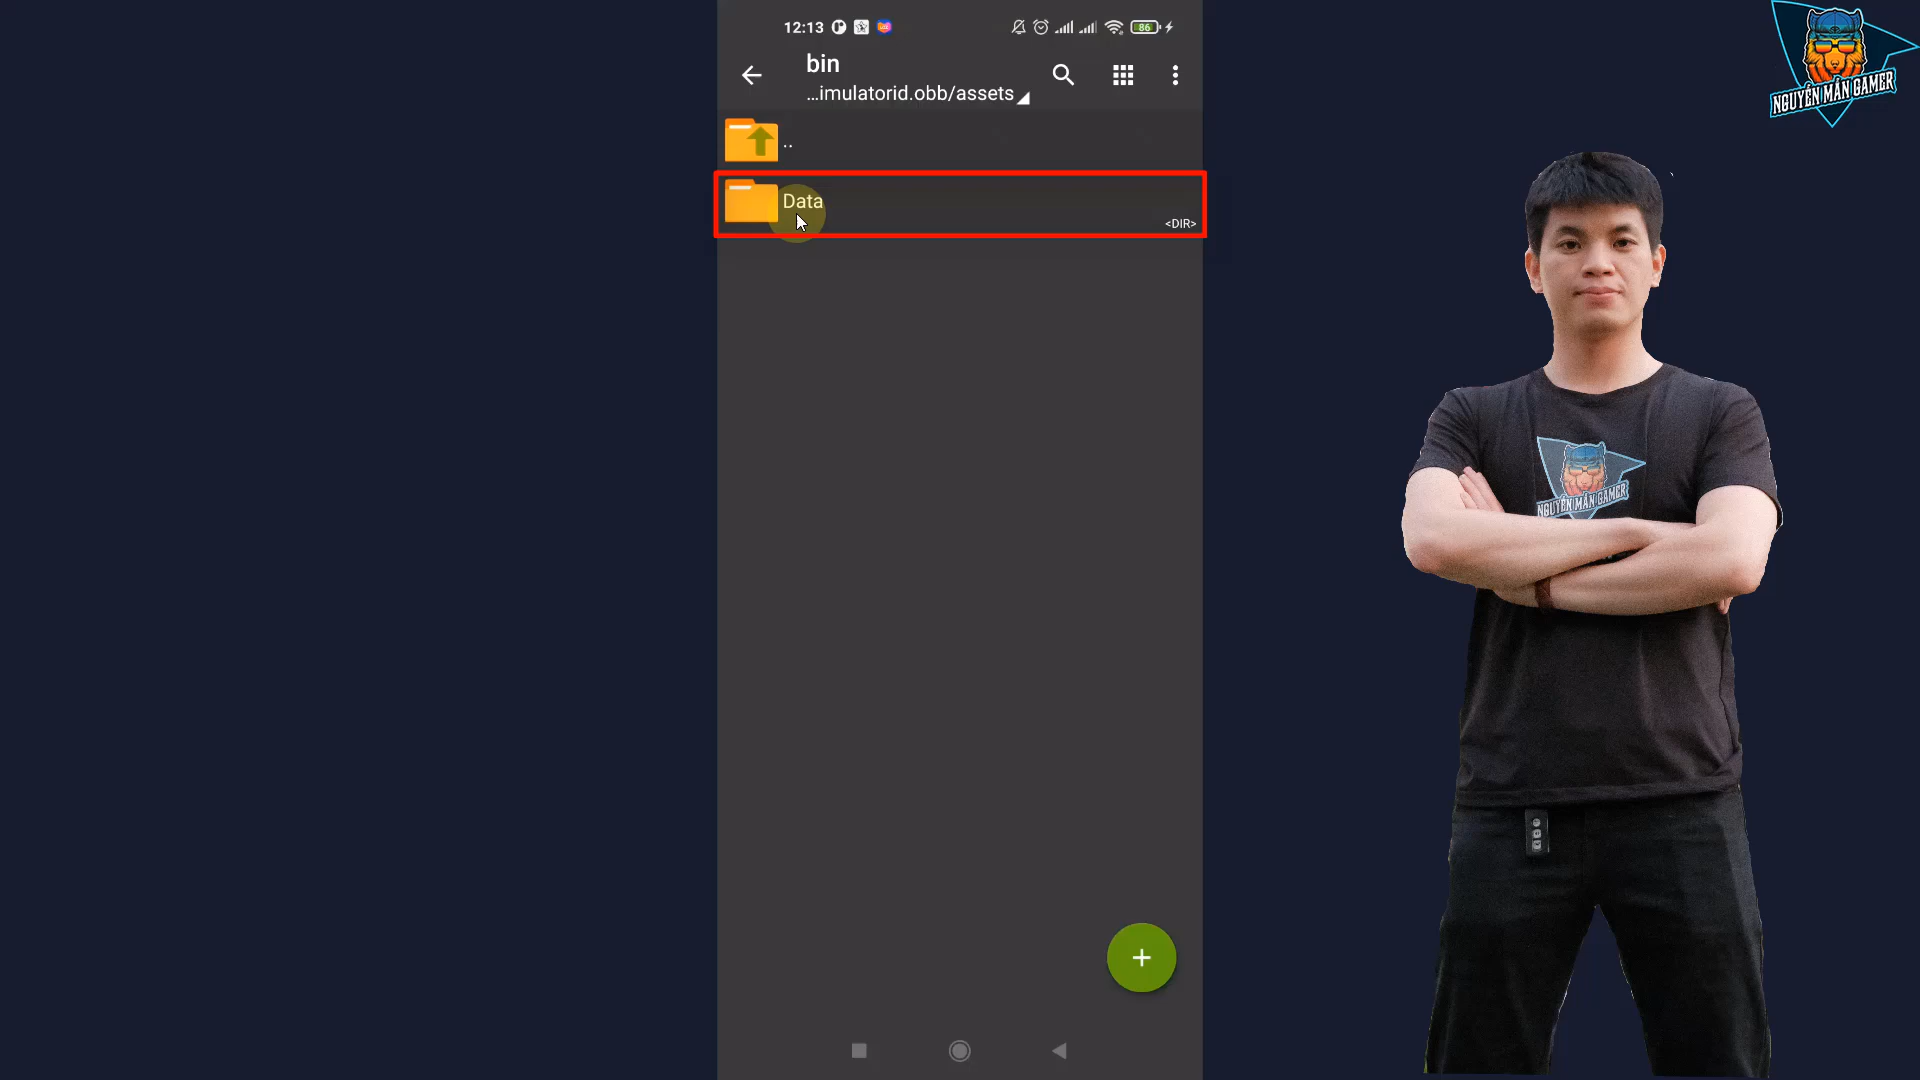 12:13
86
bin
...imulatorid.obb/assets
..
Data
<DIR>
NGUYỄN MẪN GAMER
NGUYỄN MẪN GAMER